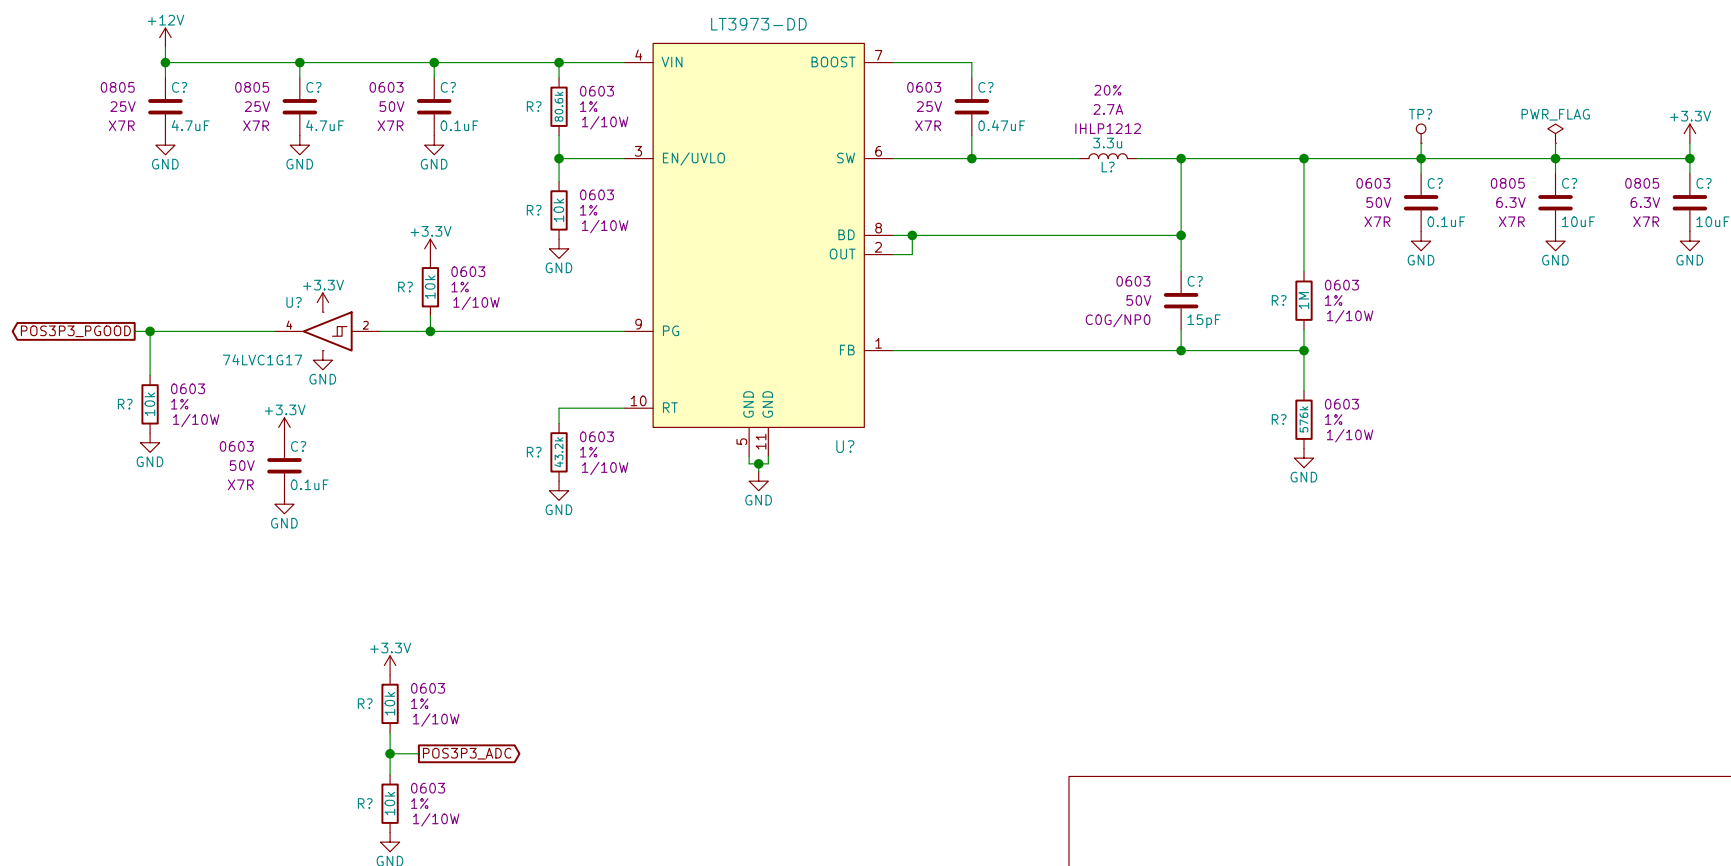 LT3973-DD
+12V
4
VIN
BOOST
7
0805
25V
X7R
C?
4.7uF
GND
0805
25V
X7R
C?
4.7uF
GND
0603
50V
X7R
C?
0.1uF
GND
R?
80.6k
0603
1%
1/10W
0603
25V
X7R
C?
0.47uF
20%
2.7A
IHLP1212
3.3u
L?
TP?
PWR_FLAG
+3.3V
3
EN/UVLO
SW
6
R?
10k
0603
1%
1/10W
GND
0603
50V
X7R
C?
0.1uF
GND
0805
6.3V
X7R
C?
10uF
GND
0805
6.3V
X7R
C?
10uF
GND
BD
8
OUT
2
+3.3V
R?
10k
0603
1%
1/10W
+3.3V
U?
0603
50V
C0G/NP0
C?
15pF
R?
1M
0603
1%
1/10W
POS3P3_PGOOD
4
2
74LVC1G17
GND
9
PG
FB
1
R?
10k
0603
1%
1/10W
GND
+3.3V
0603
50V
X7R
C?
0.1uF
GND
10
RT
GND
GND
5
11
U?
GND
R?
43.2k
0603
1%
1/10W
GND
R?
576k
0603
1%
1/10W
GND
+3.3V
R?
10k
0603
1%
1/10W
POS3P3_ADC
R?
10k
0603
1%
1/10W
GND